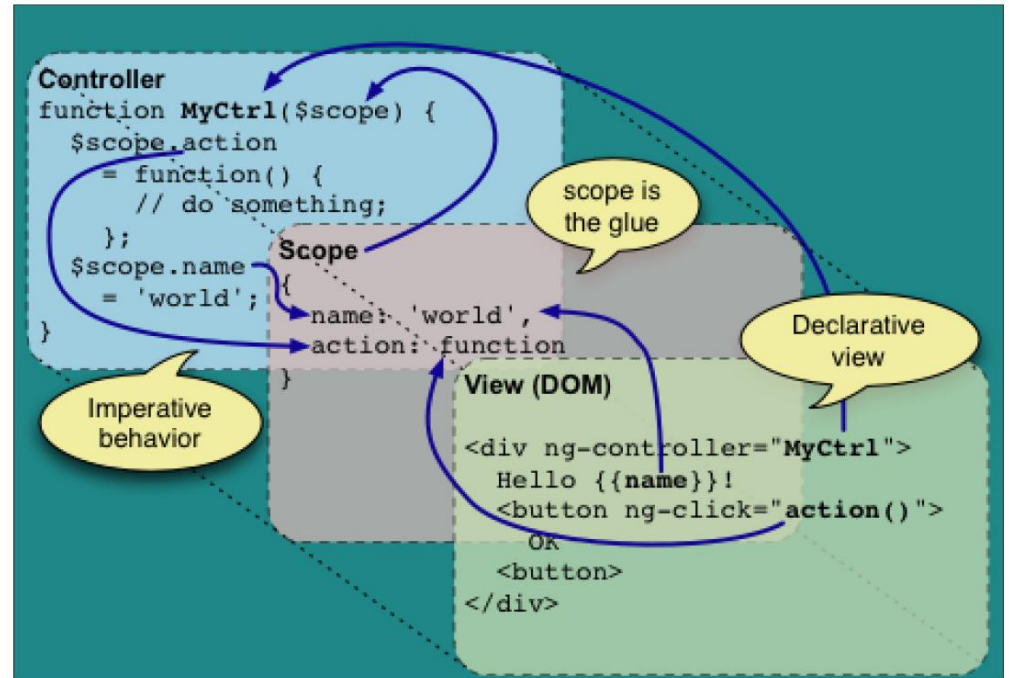 Controller
function MyCtrl($scope) {
$scope.action
= function() {
// do something;
};
$scope.name
= 'world';
}
Imperative
behavior
scope is
the glue
Scope
{
name: 'world',
action: function
}
Declarative
view
View (DOM)
<div ng-controller="MyCtrl">
Hello {{name}}!
<button ng-click="action()">
OK
<button>
</div>